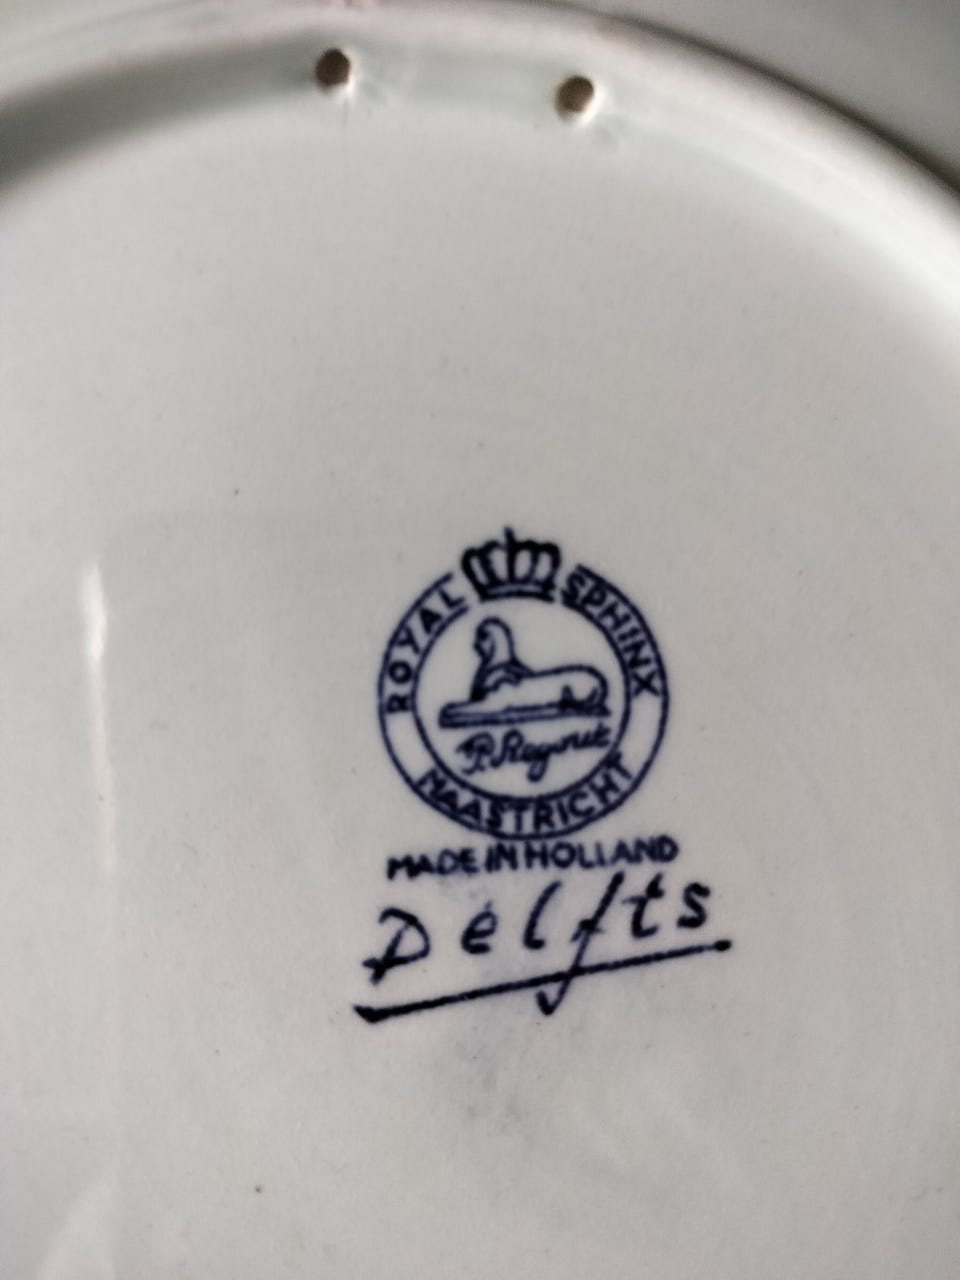 ROYAL SPHINX
P. Regout
MAASTRICHT
MADE IN HOLLAND
Delfts